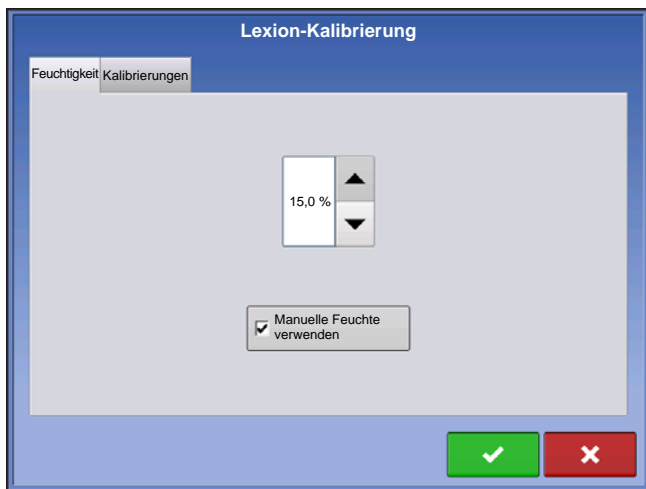 Lexion-Kalibrierung
Feuchtigkeit Kalibrierungen
15,0 %
Manuelle Feuchte
verwenden